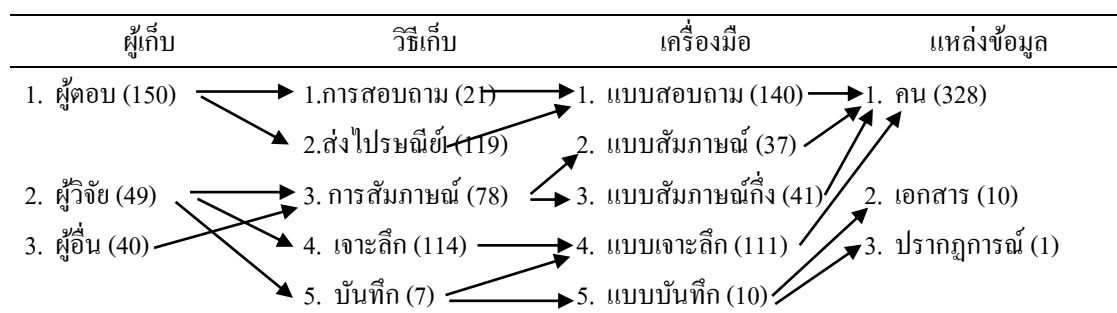 ผู้เก็บ วิธีเก็บ เครื่องมือ แหล่งข้อมูล
1. ผู้ตอบ (150) 1.การสอบถาม (21) 1. แบบสอบถาม (140) 1. คน (328)
2.ส่งไปรษณีย์ (119) 2. แบบสัมภาษณ์ (37)
2. ผู้วิจัย (49) 3. การสัมภาษณ์ (78) 3. แบบสัมภาษณ์กึ่ง (41) 2. เอกสาร (10)
3. ผู้อื่น (40) 4. เจาะลึก (114) 4. แบบเจาะลึก (111) 3. ปรากฏการณ์ (1)
5. บันทึก (7) 5. แบบบันทึก (10)